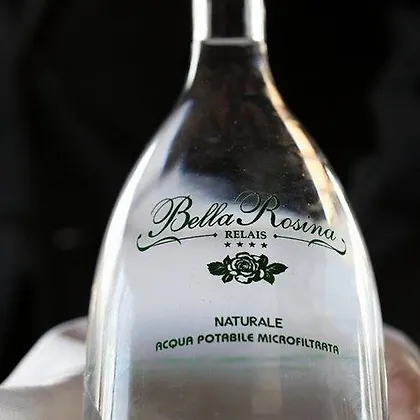 Bella Rosina
RELAIS
★★★★
NATURALE
ACQUA POTABILE MICROFILTRATA